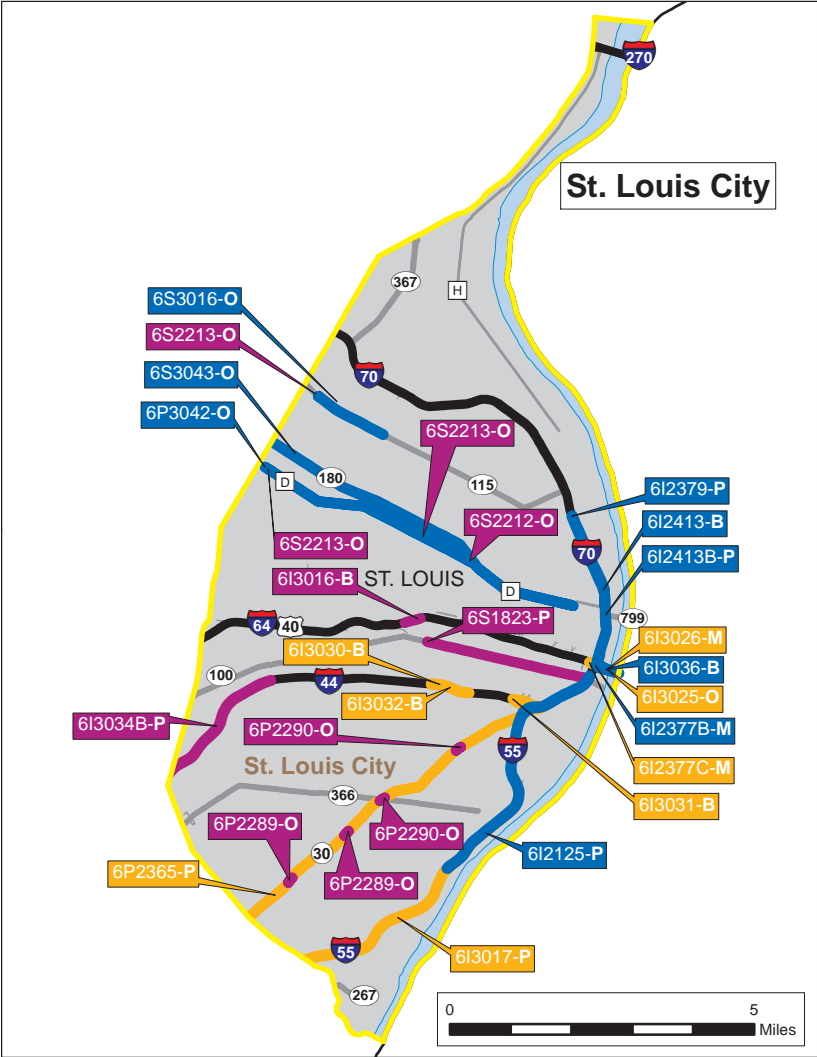 270
St. Louis City
367
H
6S3016-O
6S2213-O
6S3043-O
6P3042-O
70
6S2213-O
180
D
115
6I2379-P
6S2212-O
6I2413-B
6S2213-O
70
6I2413B-P
6I3016-B
ST. LOUIS
D
6S1823-P
799
64
40
6I3026-M
6I3030-B
6I3036-B
100
44
6I3025-O
6I3032-B
6I3034B-P
6I2377B-M
6P2290-O
55
6I2377C-M
St. Louis City
366
6I3031-B
6P2289-O
6P2290-O
30
6I2125-P
6P2365-P
6P2289-O
55
6I3017-P
267
0 5
Miles